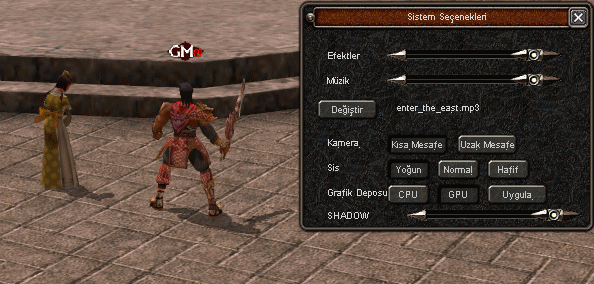 Sistem Seçenekleri
GM
Efektler
Müzik
Değiştir enter_the_east.mp3
Kamera Kısa Mesafe Uzak Mesafe
Sis Yoğun Normal Hafif
Grafik Deposu CPU GPU Uygula
SHADOW